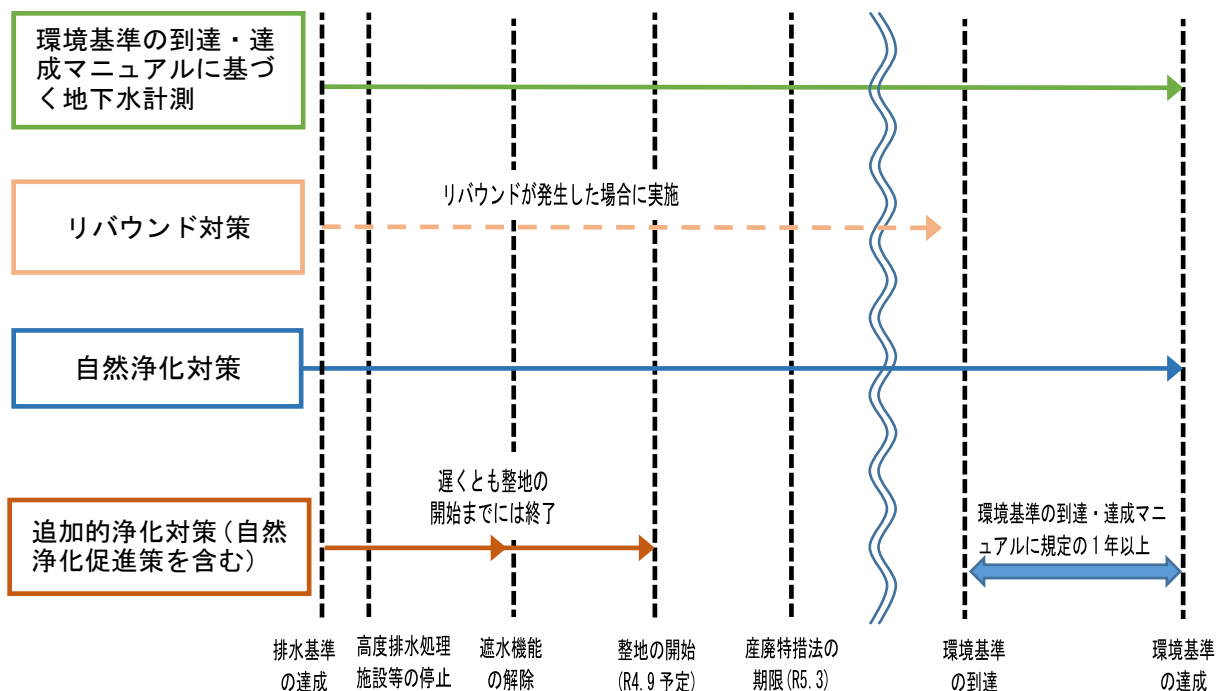 環境基準の到達・達
成マニュアルに基づ
く地下水計測
リバウンド対策
リバウンドが発生した場合に実施
自然浄化対策
追加的浄化対策(自然
浄化促進策を含む)
遅くとも整地の
開始までには終了
環境基準の到達・達成マニ
ュアルに規定の1年以上
排水基準
の達成
高度排水処理
施設等の停止
遮水機能
の解除
整地の開始
(R4.9 予定)
産廃特措法の
期限(R5.3)
環境基準
の到達
環境基準
の達成